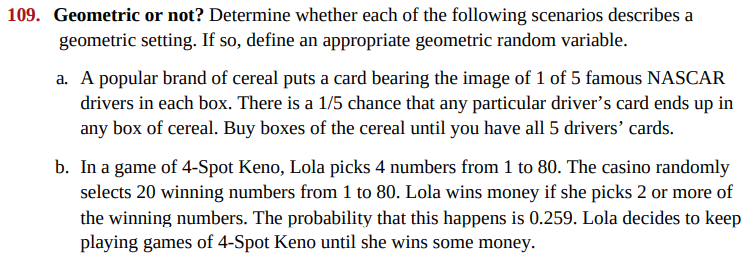 109. Geometric or not? Determine whether each of the following scenarios describes a
geometric setting. If so, define an appropriate geometric random variable.
a. A popular brand of cereal puts a card bearing the image of 1 of 5 famous NASCAR
drivers in each box. There is a 1/5 chance that any particular driver’s card ends up in
any box of cereal. Buy boxes of the cereal until you have all 5 drivers’ cards.
b. In a game of 4-Spot Keno, Lola picks 4 numbers from 1 to 80. The casino randomly
selects 20 winning numbers from 1 to 80. Lola wins money if she picks 2 or more of
the winning numbers. The probability that this happens is 0.259. Lola decides to keep
playing games of 4-Spot Keno until she wins some money.